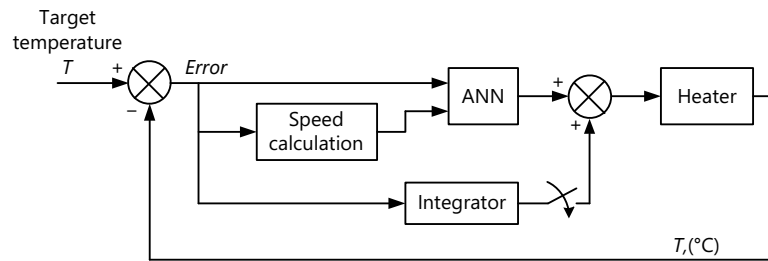 Target
temperature
T
+
−
Error
Speed
calculation
ANN
+
+
Heater
Integrator
T,(°C)